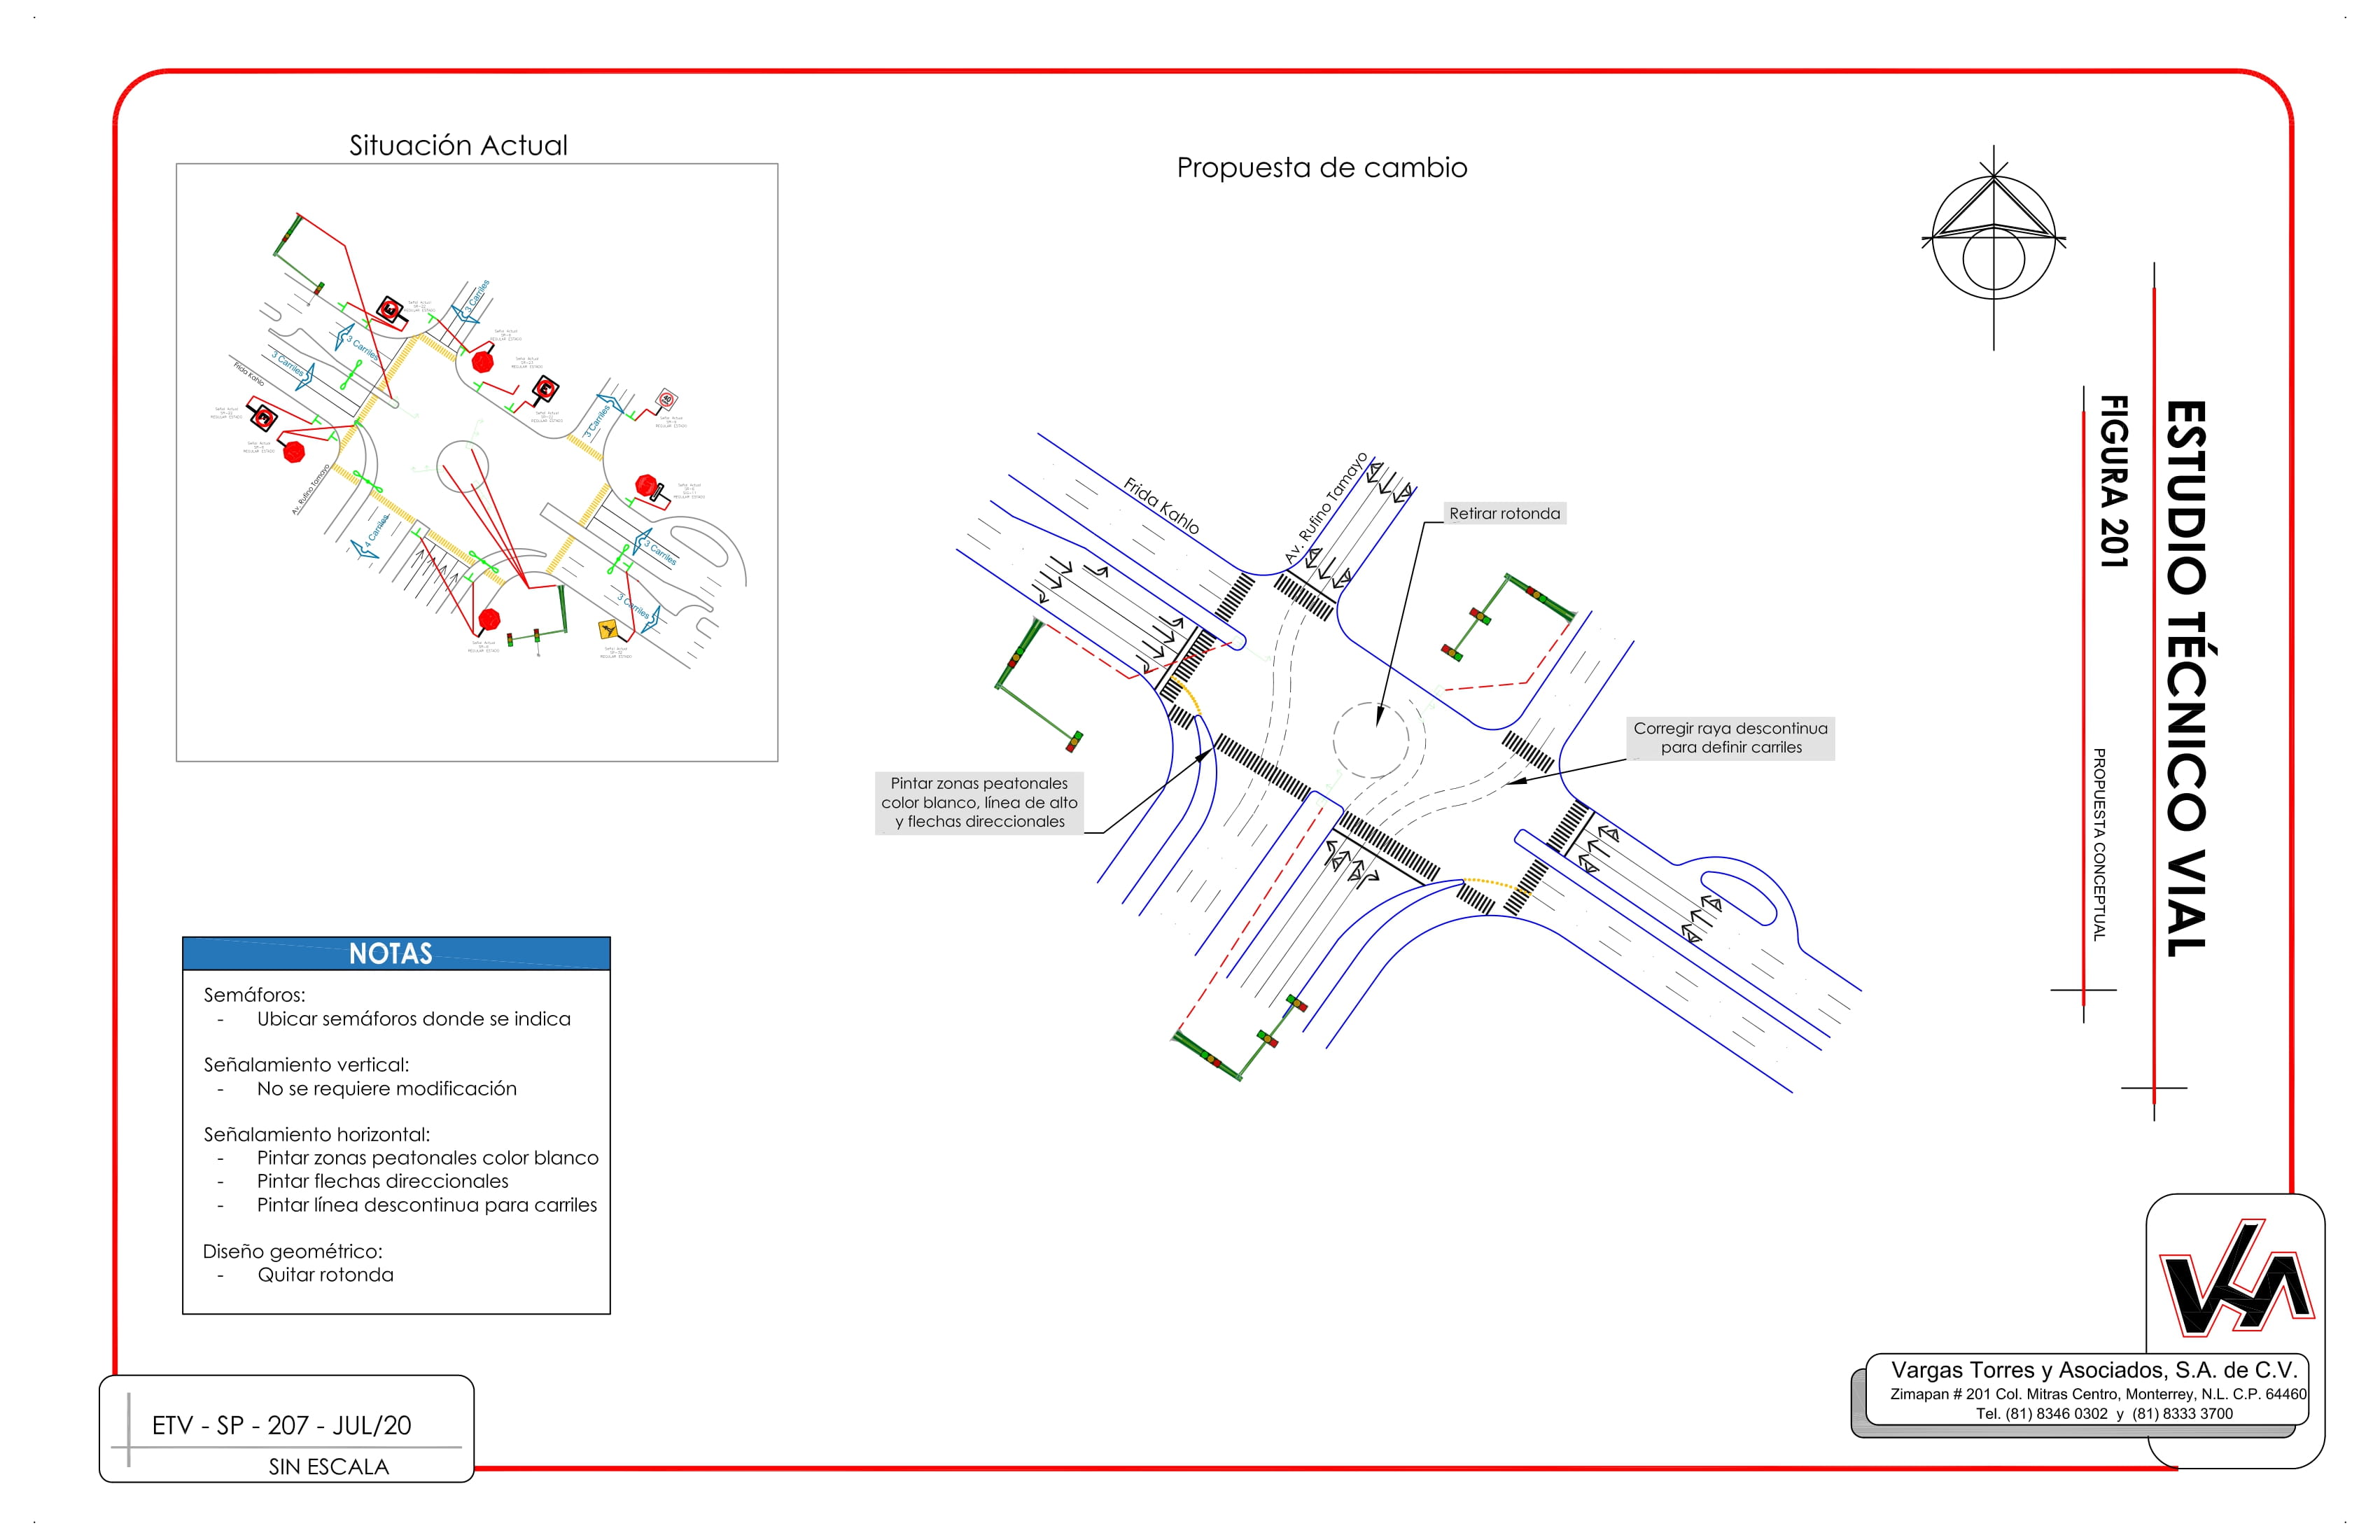 Situación Actual
3 Carriles
3 Carriles
3 Carriles
Frida Kahlo
3 Carriles
Av. Rufino Tamayo
4 Carriles
3 Carriles
3 Carriles
E
E
E
40
Señal Actual
REGULAR ESTADO
Propuesta de cambio
Frida Kahlo
Av. Rufino Tamayo
Retirar rotonda
Corregir raya descontinua
para definir carriles
Pintar zonas peatonales
color blanco, línea de alto
y flechas direccionales
NOTAS
Semáforos:
- Ubicar semáforos donde se indica
Señalamiento vertical:
- No se requiere modificación
Señalamiento horizontal:
- Pintar zonas peatonales color blanco
- Pintar flechas direccionales
- Pintar línea descontinua para carriles
Diseño geométrico:
- Quitar rotonda
ESTUDIO TÉCNICO VIAL
FIGURA 201
PROPUESTA CONCEPTUAL
ETV - SP - 207 - JUL/20
SIN ESCALA
Vargas Torres y Asociados, S.A. de C.V.
Zimapan # 201 Col. Mitras Centro, Monterrey, N.L. C.P. 64460
Tel. (81) 8346 0302 y (81) 8333 3700